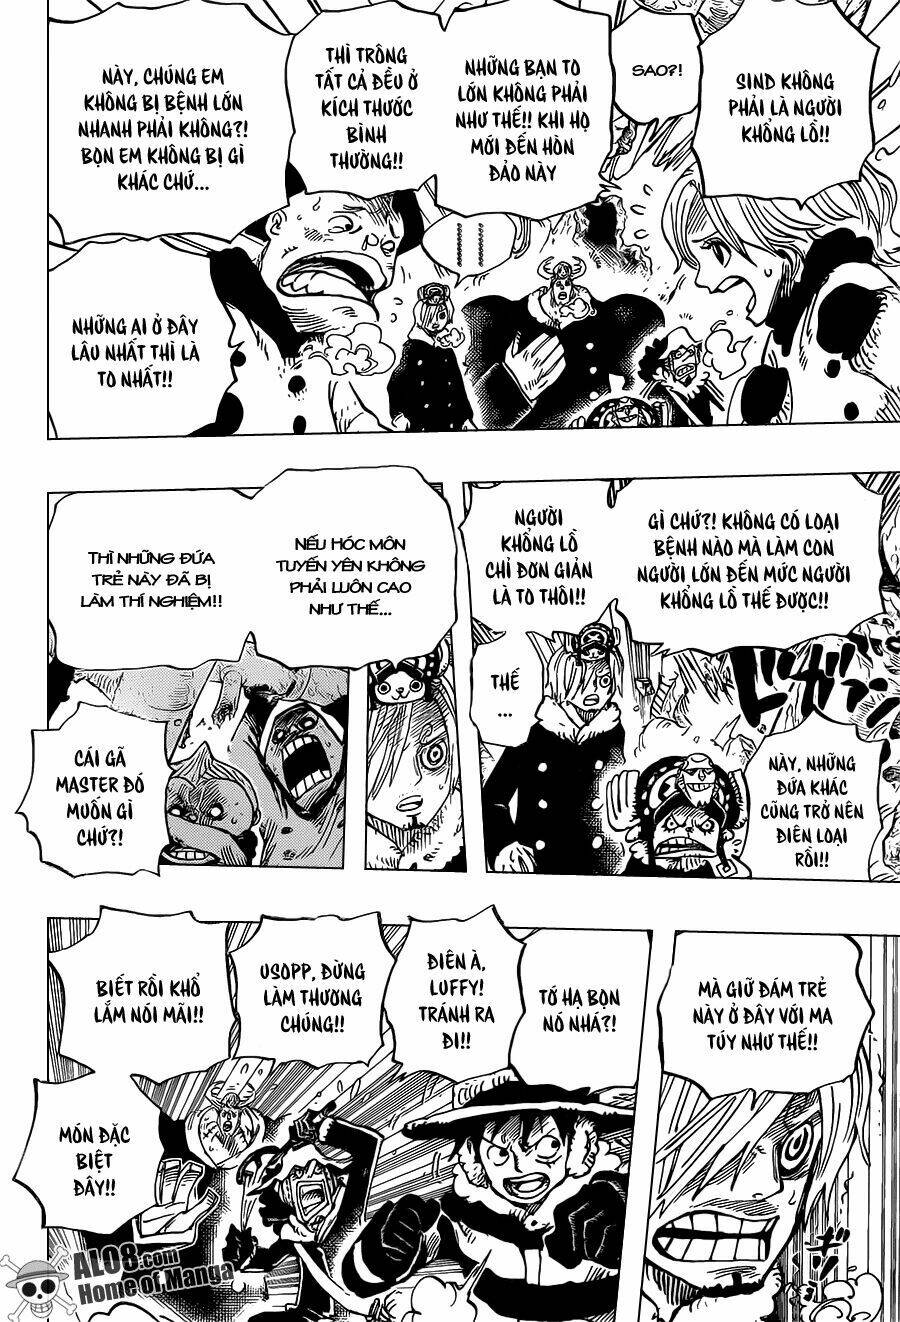 SIND KHÔNG
PHẢI LÀ NGƯỜI
KHỔNG LỒ!!
SAO?!
NHỮNG BẠN TO
LỚN KHÔNG PHẢI
NHƯ THẾ!! KHI HỌ
MỚI ĐẾN HÒN
ĐẢO NÀY
THÌ TRÔNG
TẤT CẢ ĐỀU Ở
KÍCH THƯỚC
BÌNH
THƯỜNG!!
NÀY, CHÚNG EM
KHÔNG BỊ BỆNH LỚN
NHANH PHẢI KHÔNG?!
BỌN EM KHÔNG BỊ GÌ
KHÁC CHỨ...
NHỮNG AI Ở ĐÂY
LÂU NHẤT THÌ LÀ
TO NHẤT!!
GÌ CHỨ?! KHÔNG CÓ LOẠI
BỆNH NÀO MÀ LÀM CON
NGƯỜI LỚN ĐẾN MỨC NGƯỜI
KHỔNG LỒ THẾ ĐƯỢC!!
NGƯỜI
KHỔNG LỒ
CHỈ ĐƠN GIẢN
LÀ TO THÔI!!
THẾ
...
ドガァン
NÀY, NHỮNG
ĐỨA KHÁC
CŨNG TRỞ NÊN
ĐIÊN LOẠI
RỒI!!
NẾU HÓC MÔN
TUYẾN YÊN KHÔNG
PHẢI LUÔN CAO
NHƯ THẾ...
THÌ NHỮNG ĐỨA
TRẺ NÀY ĐÃ BỊ
LÀM THÍ NGHIỆM!!
CÁI GÃ
MASTER ĐÓ
MUỐN GÌ
CHỨ?!
MÀ GIỮ ĐÁM TRẺ
NÀY Ở ĐÂY VỚI MA
TÚY NHƯ THẾ!!
TỚ HẠ BỌN
NÓ NHÁ?!
ĐIÊN À,
LUFFY!
TRÁNH RA
ĐI!!
USOPP, ĐỪNG
LÀM THƯƠNG
CHÚNG!!
BIẾT RỒI KHỔ
LẮM NÓI MÃI!!
MÓN ĐẶC
BIỆT
ĐÂY!!
ALO8.com
Home of Manga